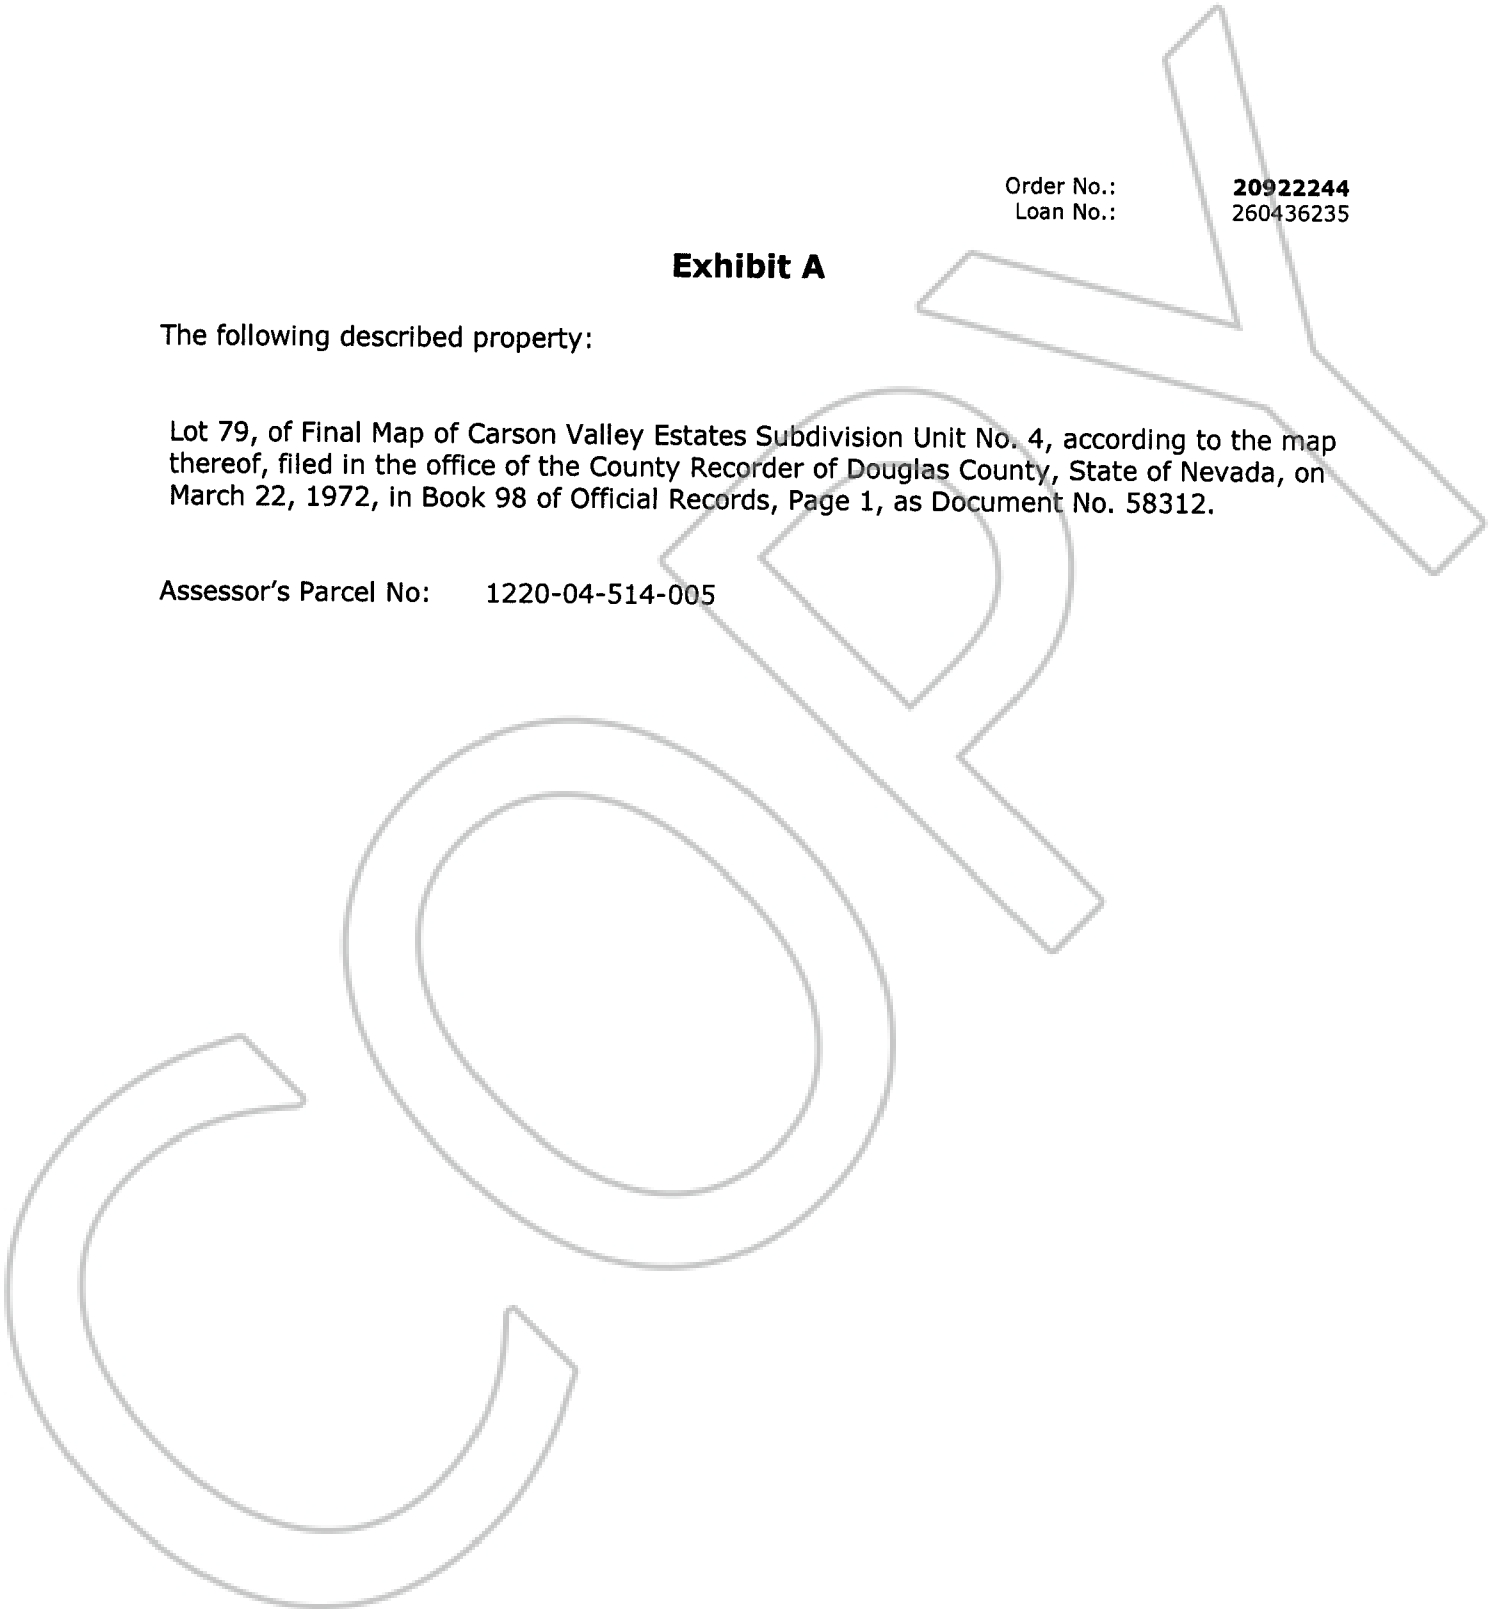 Order No.: 20922244
Loan No.: 260436235
Exhibit A
The following described property:
Lot 79, of Final Map of Carson Valley Estates Subdivision Unit No. 4, according to the map
thereof, filed in the office of the County Recorder of Douglas County, State of Nevada, on
March 22, 1972, in Book 98 of Official Records, Page 1, as Document No. 58312.
Assessor's Parcel No: 1220-04-514-005
COPY